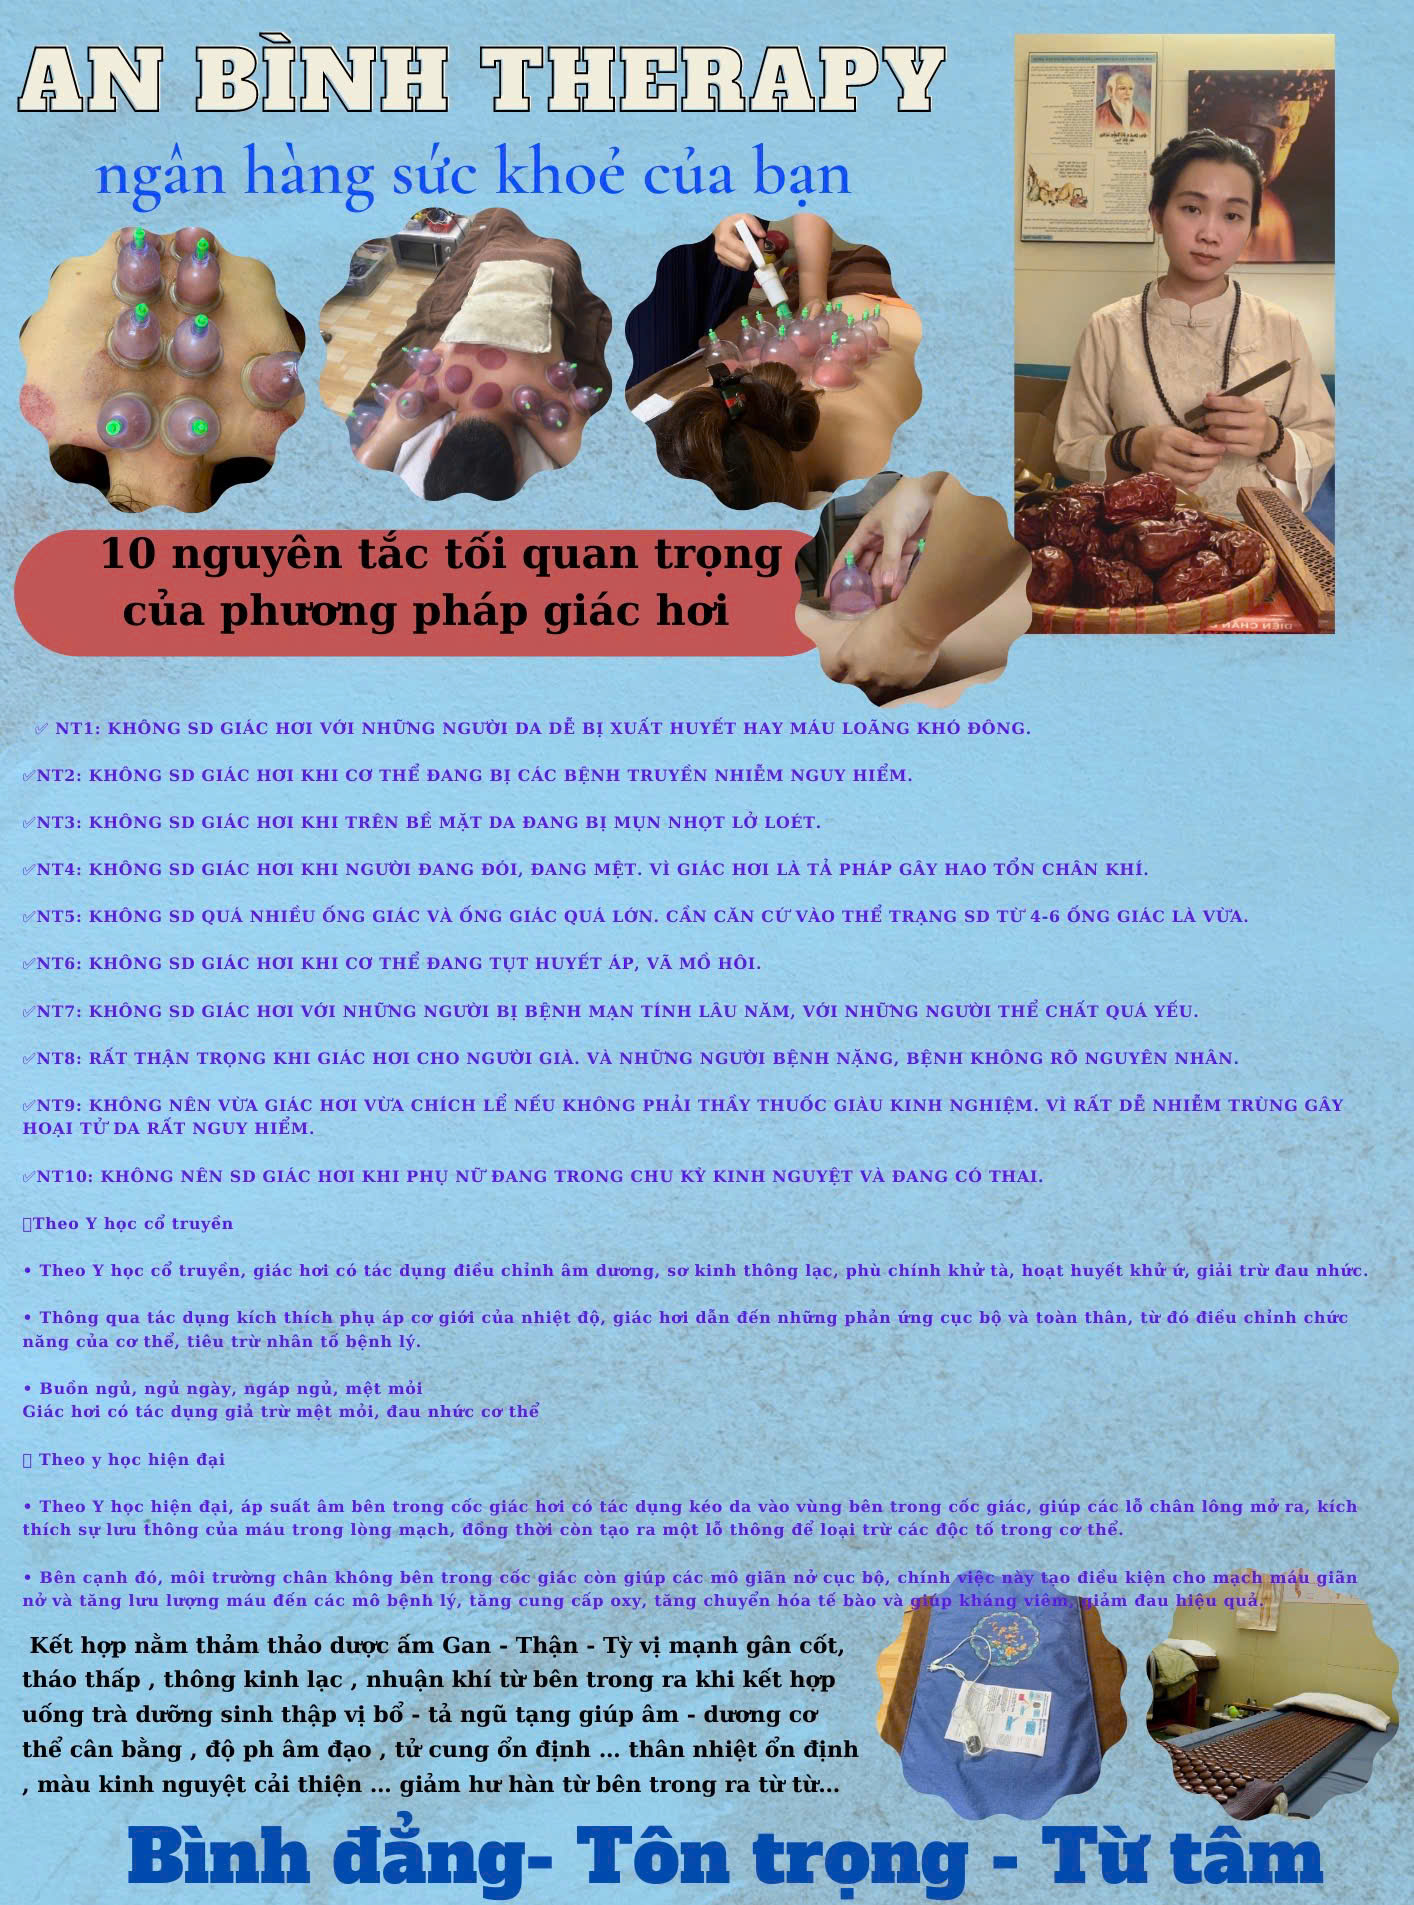 AN BÌNH THERAPY
ngân hàng sức khoẻ của bạn
10 nguyên tắc tối quan trọng
của phương pháp giác hơi
✅ NT1: KHÔNG SD GIÁC HƠI VỚI NHỮNG NGƯỜI DA DỄ BỊ XUẤT HUYẾT HAY MÁU LOÃNG KHÓ ĐÔNG.
✅NT2: KHÔNG SD GIÁC HƠI KHI CƠ THỂ ĐANG BỊ CÁC BỆNH TRUYỀN NHIỄM NGUY HIỂM.
✅NT3: KHÔNG SD GIÁC HƠI KHI TRÊN BỀ MẶT DA ĐANG BỊ MỤN NHỌT LỞ LOÉT.
✅NT4: KHÔNG SD GIÁC HƠI KHI NGƯỜI ĐANG ĐÓI, ĐANG MỆT. VÌ GIÁC HƠI LÀ TẢ PHÁP GÂY HAO TỔN CHÂN KHÍ.
✅NT5: KHÔNG SD QUÁ NHIỀU ỐNG GIÁC VÀ ỐNG GIÁC QUÁ LỚN. CẦN CĂN CỨ VÀO THỂ TRẠNG SD TỪ 4-6 ỐNG GIÁC LÀ VỪA.
✅NT6: KHÔNG SD GIÁC HƠI KHI CƠ THỂ ĐANG TỤT HUYẾT ÁP, VÃ MỒ HÔI.
✅NT7: KHÔNG SD GIÁC HƠI VỚI NHỮNG NGƯỜI BỊ BỆNH MẠN TÍNH LÂU NĂM, VỚI NHỮNG NGƯỜI THỂ CHẤT QUÁ YẾU.
✅NT8: RẤT THẬN TRỌNG KHI GIÁC HƠI CHO NGƯỜI GIÀ. VÀ NHỮNG NGƯỜI BỆNH NẶNG, BỆNH KHÔNG RÕ NGUYÊN NHÂN.
✅NT9: KHÔNG NÊN VỪA GIÁC HƠI VỪA CHÍCH LỂ NẾU KHÔNG PHẢI THẦY THUỐC GIÀU KINH NGHIỆM. VÌ RẤT DỄ NHIỄM TRÙNG GÂY
HOẠI TỬ DA RẤT NGUY HIỂM.
✅NT10: KHÔNG NÊN SD GIÁC HƠI KHI PHỤ NỮ ĐANG TRONG CHU KỲ KINH NGUYỆT VÀ ĐANG CÓ THAI.
Theo Y học cổ truyền
• Theo Y học cổ truyền, giác hơi có tác dụng điều chỉnh âm dương, sơ kinh thông lạc, phù chính khử tà, hoạt huyết khử ứ, giải trừ đau nhức.
• Thông qua tác dụng kích thích phụ áp cơ giới của nhiệt độ, giác hơi dẫn đến những phản ứng cục bộ và toàn thân, từ đó điều chỉnh chức
năng của cơ thể, tiêu trừ nhân tố bệnh lý.
• Buồn ngủ, ngủ ngày, ngáp ngủ, mệt mỏi
Giác hơi có tác dụng giả trừ mệt mỏi, đau nhức cơ thể
Theo y học hiện đại
• Theo Y học hiện đại, áp suất âm bên trong cốc giác hơi có tác dụng kéo da vào vùng bên trong cốc giác, giúp các lỗ chân lông mở ra, kích
thích sự lưu thông của máu trong lòng mạch, đồng thời còn tạo ra một lỗ thông để loại trừ các độc tố trong cơ thể.
• Bên cạnh đó, môi trường chân không bên trong cốc giác còn giúp các mô giãn nở cục bộ, chính việc này tạo điều kiện cho mạch máu giãn
nở và tăng lưu lượng máu đến các mô bệnh lý, tăng cung cấp oxy, tăng chuyển hóa tế bào và giúp kháng viêm, giảm đau hiệu quả.
Kết hợp nằm thảm thảo dược ấm Gan - Thận - Tỳ vị mạnh gân cốt,
tháo thấp , thông kinh lạc , nhuận khí từ bên trong ra khi kết hợp
uống trà dưỡng sinh thập vị bổ - tả ngũ tạng giúp âm - dương cơ
thể cân bằng , độ ph âm đạo , tử cung ổn định ... thân nhiệt ổn định
, màu kinh nguyệt cải thiện ... giảm hư hàn từ bên trong ra từ từ...
Bình đẳng- Tôn trọng - Từ tâm